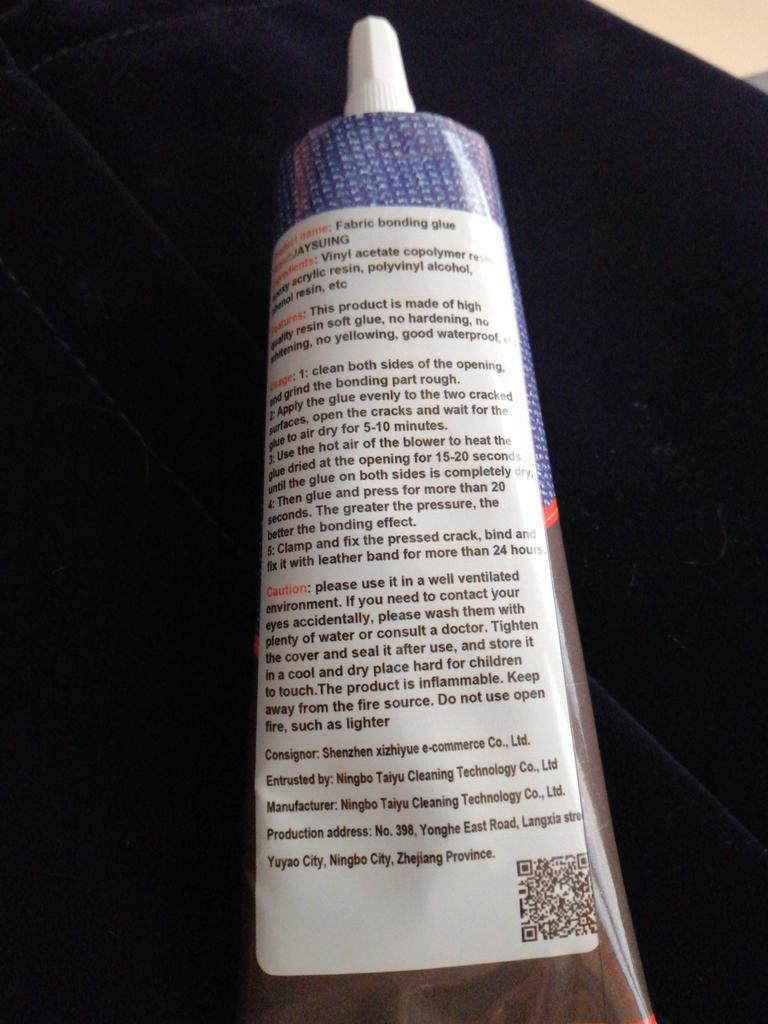 Product name: Fabric bonding glue
Brand:JAYSUING
Ingredients: Vinyl acetate copolymer resin
epoxy acrylic resin, polyvinyl alcohol,
phenol resin, etc
Features: This product is made of high
quality resin soft glue, no hardening, no
whitening, no yellowing, good waterproof,
Usage: 1: clean both sides of the opening,
and grind the bonding part rough.
2: Apply the glue evenly to the two cracked
surfaces, open the cracks and wait for the
glue to air dry for 5-10 minutes.
3: Use the hot air of the blower to heat the
glue dried at the opening for 15-20 seconds
until the glue on both sides is completely dry.
4: Then glue and press for more than 20
seconds. The greater the pressure, the
better the bonding effect.
5: Clamp and fix the pressed crack, bind and
fix it with leather band for more than 24 hours.
Caution: please use it in a well ventilated
environment. If you need to contact your
eyes accidentally, please wash them with
plenty of water or consult a doctor. Tighten
the cover and seal it after use, and store it
in a cool and dry place hard for children
to touch.The product is inflammable. Keep
away from the fire source. Do not use open
fire, such as lighter
Consignor: Shenzhen xizhiyue e-commerce Co., Ltd.
Entrusted by: Ningbo Taiyu Cleaning Technology Co., Ltd
Manufacturer: Ningbo Taiyu Cleaning Technology Co., Ltd.
Production address: No. 398, Yonghe East Road, Langxia stre
Yuyao City, Ningbo City, Zhejiang Province.